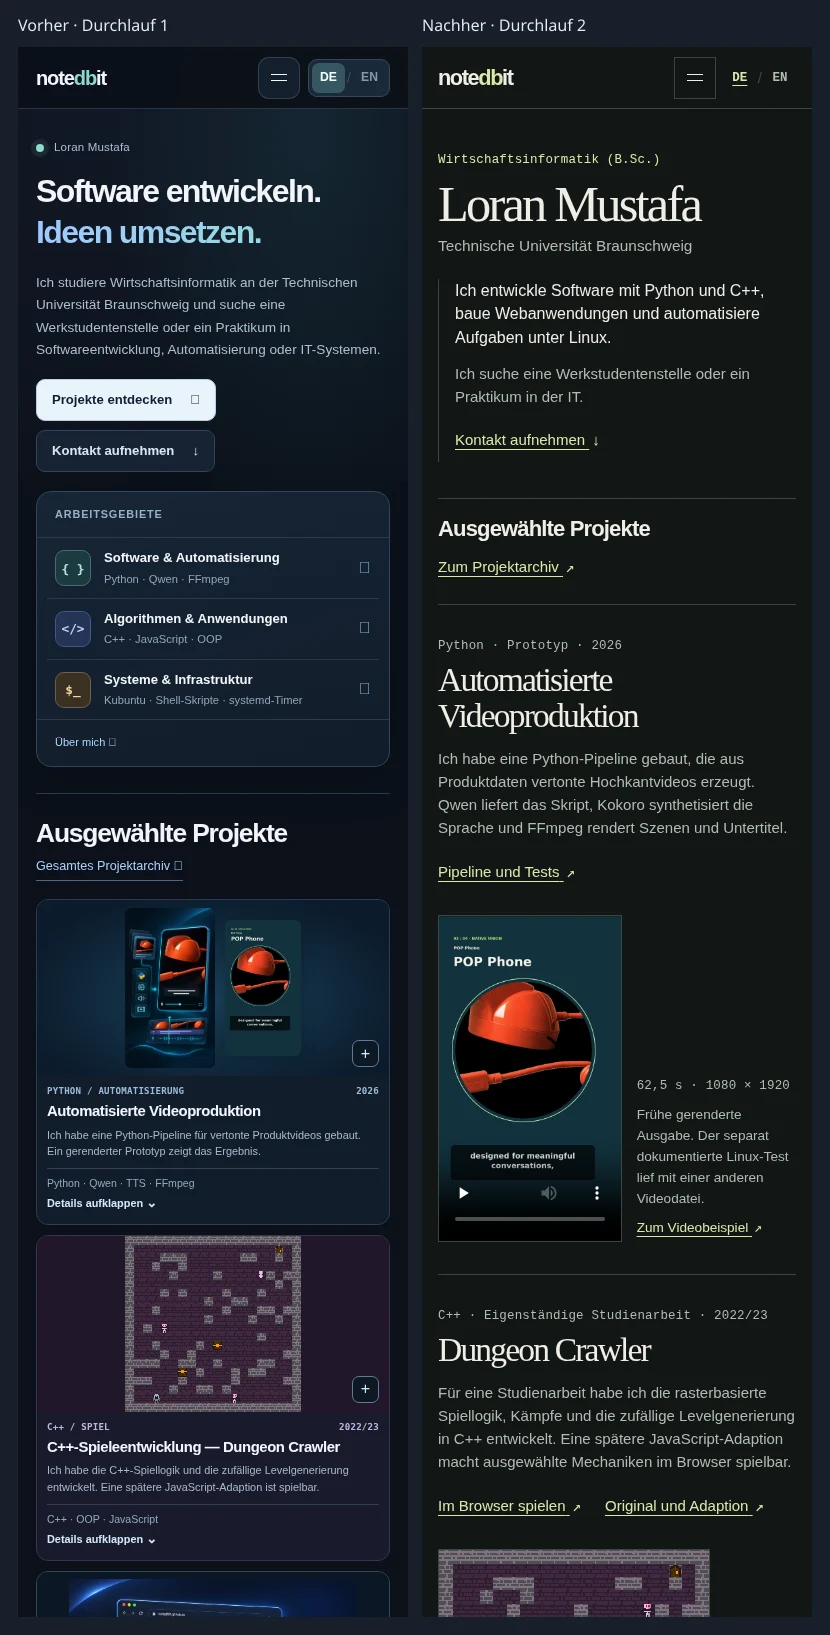 Vorher · Durchlauf 1
notedbit
DE / EN
Loran Mustafa
Software entwickeln.
Ideen umsetzen.
Ich studiere Wirtschaftsinformatik an der Technischen
Universität Braunschweig und suche eine
Werkstudentenstelle oder ein Praktikum in
Softwareentwicklung, Automatisierung oder IT-Systemen.
Projekte entdecken
Kontakt aufnehmen ↓
ARBEITSGEBIETE
{ } Software & Automatisierung
Python · Qwen · FFmpeg
</> Algorithmen & Anwendungen
C++ · JavaScript · OOP
$_ Systeme & Infrastruktur
Kubuntu · Shell-Skripte · systemd-Timer
Über mich
Ausgewählte Projekte
Gesamtes Projektarchiv
POP Phone
POP Phone
designed for meaningful
conversations,
+
PYTHON / AUTOMATISIERUNG 2026
Automatisierte Videoproduktion
Ich habe eine Python-Pipeline für vertonte Produktvideos gebaut.
Ein gerenderter Prototyp zeigt das Ergebnis.
Python · Qwen · TTS · FFmpeg
Details aufklappen ⌄
+
C++ / SPIEL 2022/23
C++-Spieleentwicklung — Dungeon Crawler
Ich habe die C++-Spiellogik und die zufällige Levelgenerierung
entwickelt. Eine spätere JavaScript-Adaption ist spielbar.
C++ · OOP · JavaScript
Details aufklappen ⌄
Nachher · Durchlauf 2
notedbit
DE / EN
Wirtschaftsinformatik (B.Sc.)
Loran Mustafa
Technische Universität Braunschweig
Ich entwickle Software mit Python und C++,
baue Webanwendungen und automatisiere
Aufgaben unter Linux.
Ich suche eine Werkstudentenstelle oder ein
Praktikum in der IT.
Kontakt aufnehmen ↓
Ausgewählte Projekte
Zum Projektarchiv ↗
Python · Prototyp · 2026
Automatisierte
Videoproduktion
Ich habe eine Python-Pipeline gebaut, die aus
Produktdaten vertonte Hochkantvideos erzeugt.
Qwen liefert das Skript, Kokoro synthetisiert die
Sprache und FFmpeg rendert Szenen und Untertitel.
Pipeline und Tests ↗
POP Phone
POP Phone
designed for meaningful
conversations,
62,5 s · 1080 × 1920
Frühe gerenderte
Ausgabe. Der separat
dokumentierte Linux-Test
lief mit einer anderen
Videodatei.
Zum Videobeispiel ↗
C++ · Eigenständige Studienarbeit · 2022/23
Dungeon Crawler
Für eine Studienarbeit habe ich die rasterbasierte
Spiellogik, Kämpfe und die zufällige Levelgenerierung
in C++ entwickelt. Eine spätere JavaScript-Adaption
macht ausgewählte Mechaniken im Browser spielbar.
Im Browser spielen ↗ Original und Adaption ↗